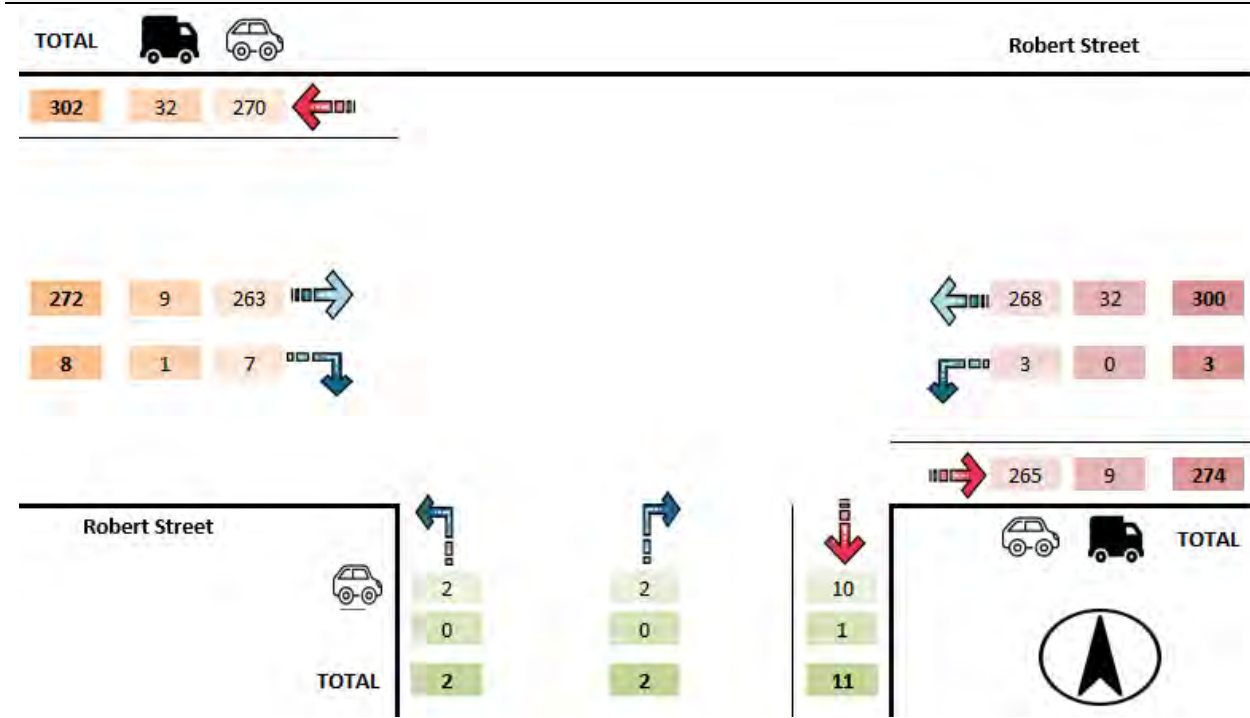 TOTAL
Robert Street
302 32 270
272 9 263
268 32 300
8 1 7
3 0 3
265 9 274
Robert Street
TOTAL
2 2 10
0 0 1
TOTAL 2 2 11